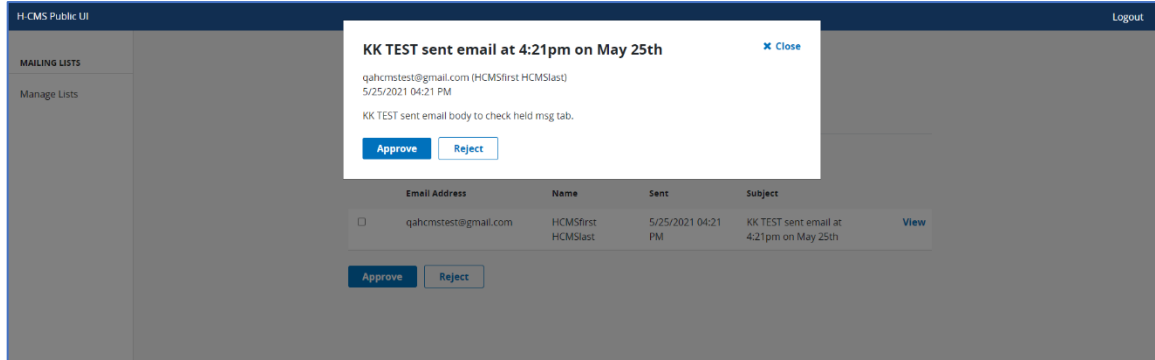 H-CMS Public UI
Logout
KK TEST sent email at 4:21pm on May 25th
✖ Close
MAILING LISTS
qahcmstest@gmail.com (HCMSfirst HCMSlast)
5/25/2021 04:21 PM
Manage Lists
KK TEST sent email body to check held msg tab.
Approve Reject
Email Address Name Sent Subject
qahcmstest@gmail.com HCMSfirst 5/25/2021 04:21 KK TEST sent email at View
HCMSlast PM 4:21pm on May 25th
Approve Reject